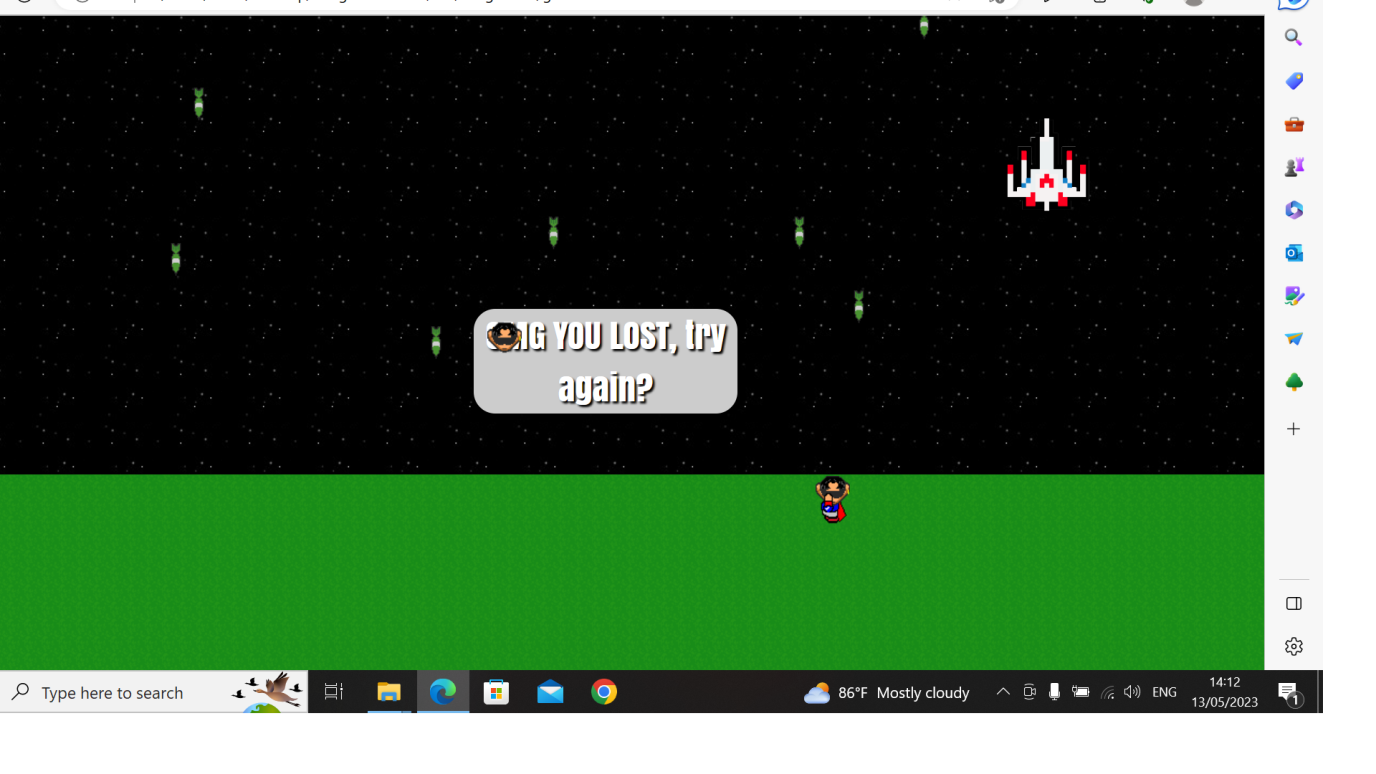 YOU LOST, try
again?
Type here to search
86°F Mostly cloudy
ENG
14:12
13/05/2023
1